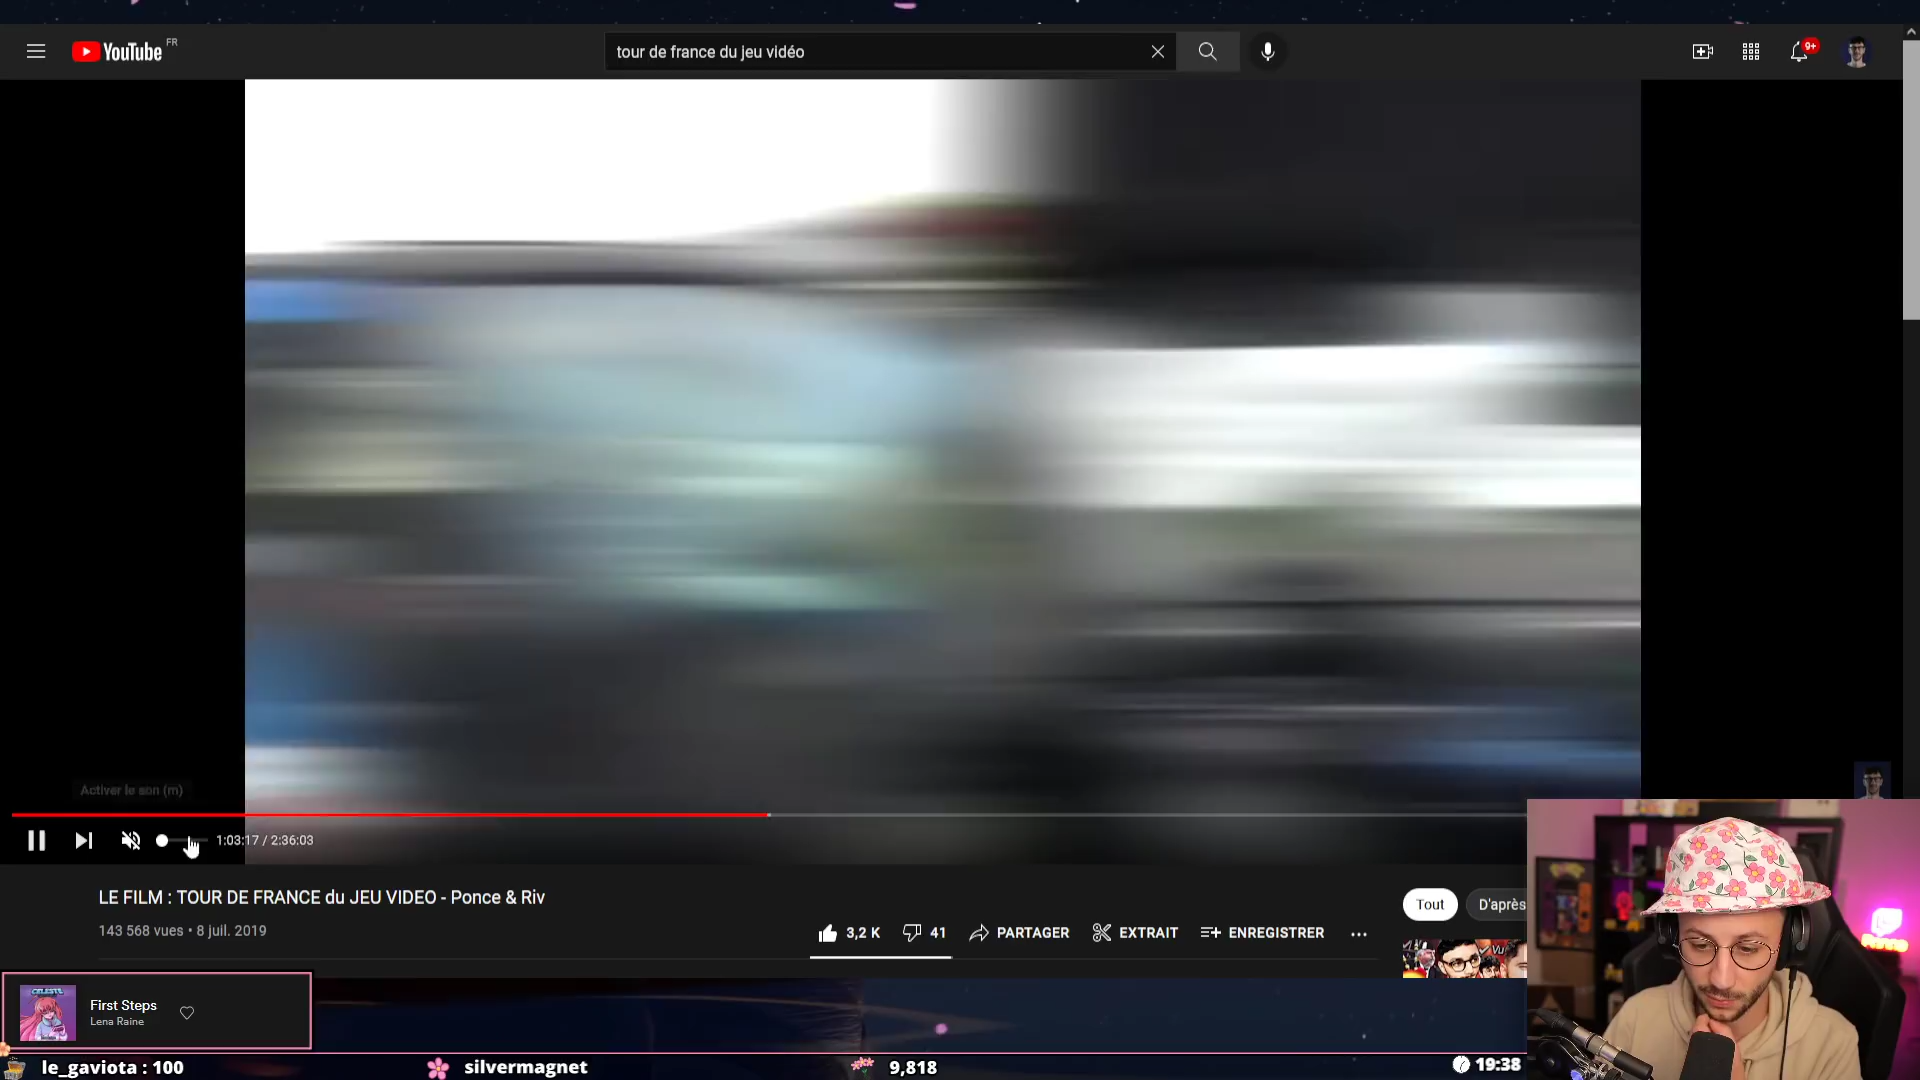 YouTube FR
tour de france du jeu vidéo
9+
Activer le son (m)
1:03:17 / 2:36:03
LE FILM : TOUR DE FRANCE du JEU VIDEO - Ponce & Riv
143 568 vues • 8 juil. 2019
3,2 K
41
PARTAGER
EXTRAIT
ENREGISTRER
Tout
D'après
CELESTE
First Steps
Lena Raine
le_gaviota : 100
silvermagnet
9,818
19:38